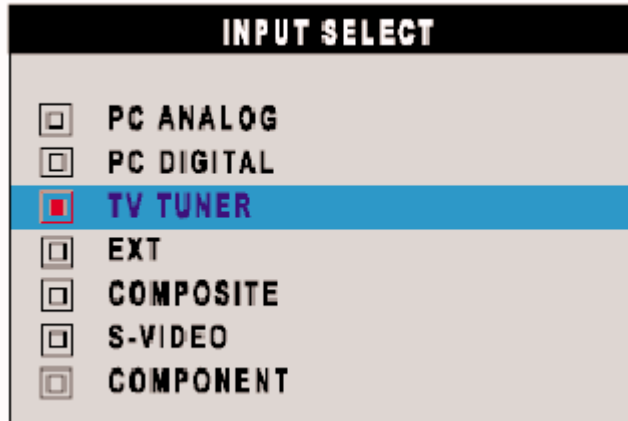 INPUT SELECT
PC ANALOG
PC DIGITAL
TV TUNER
EXT
COMPOSITE
S-VIDEO
COMPONENT